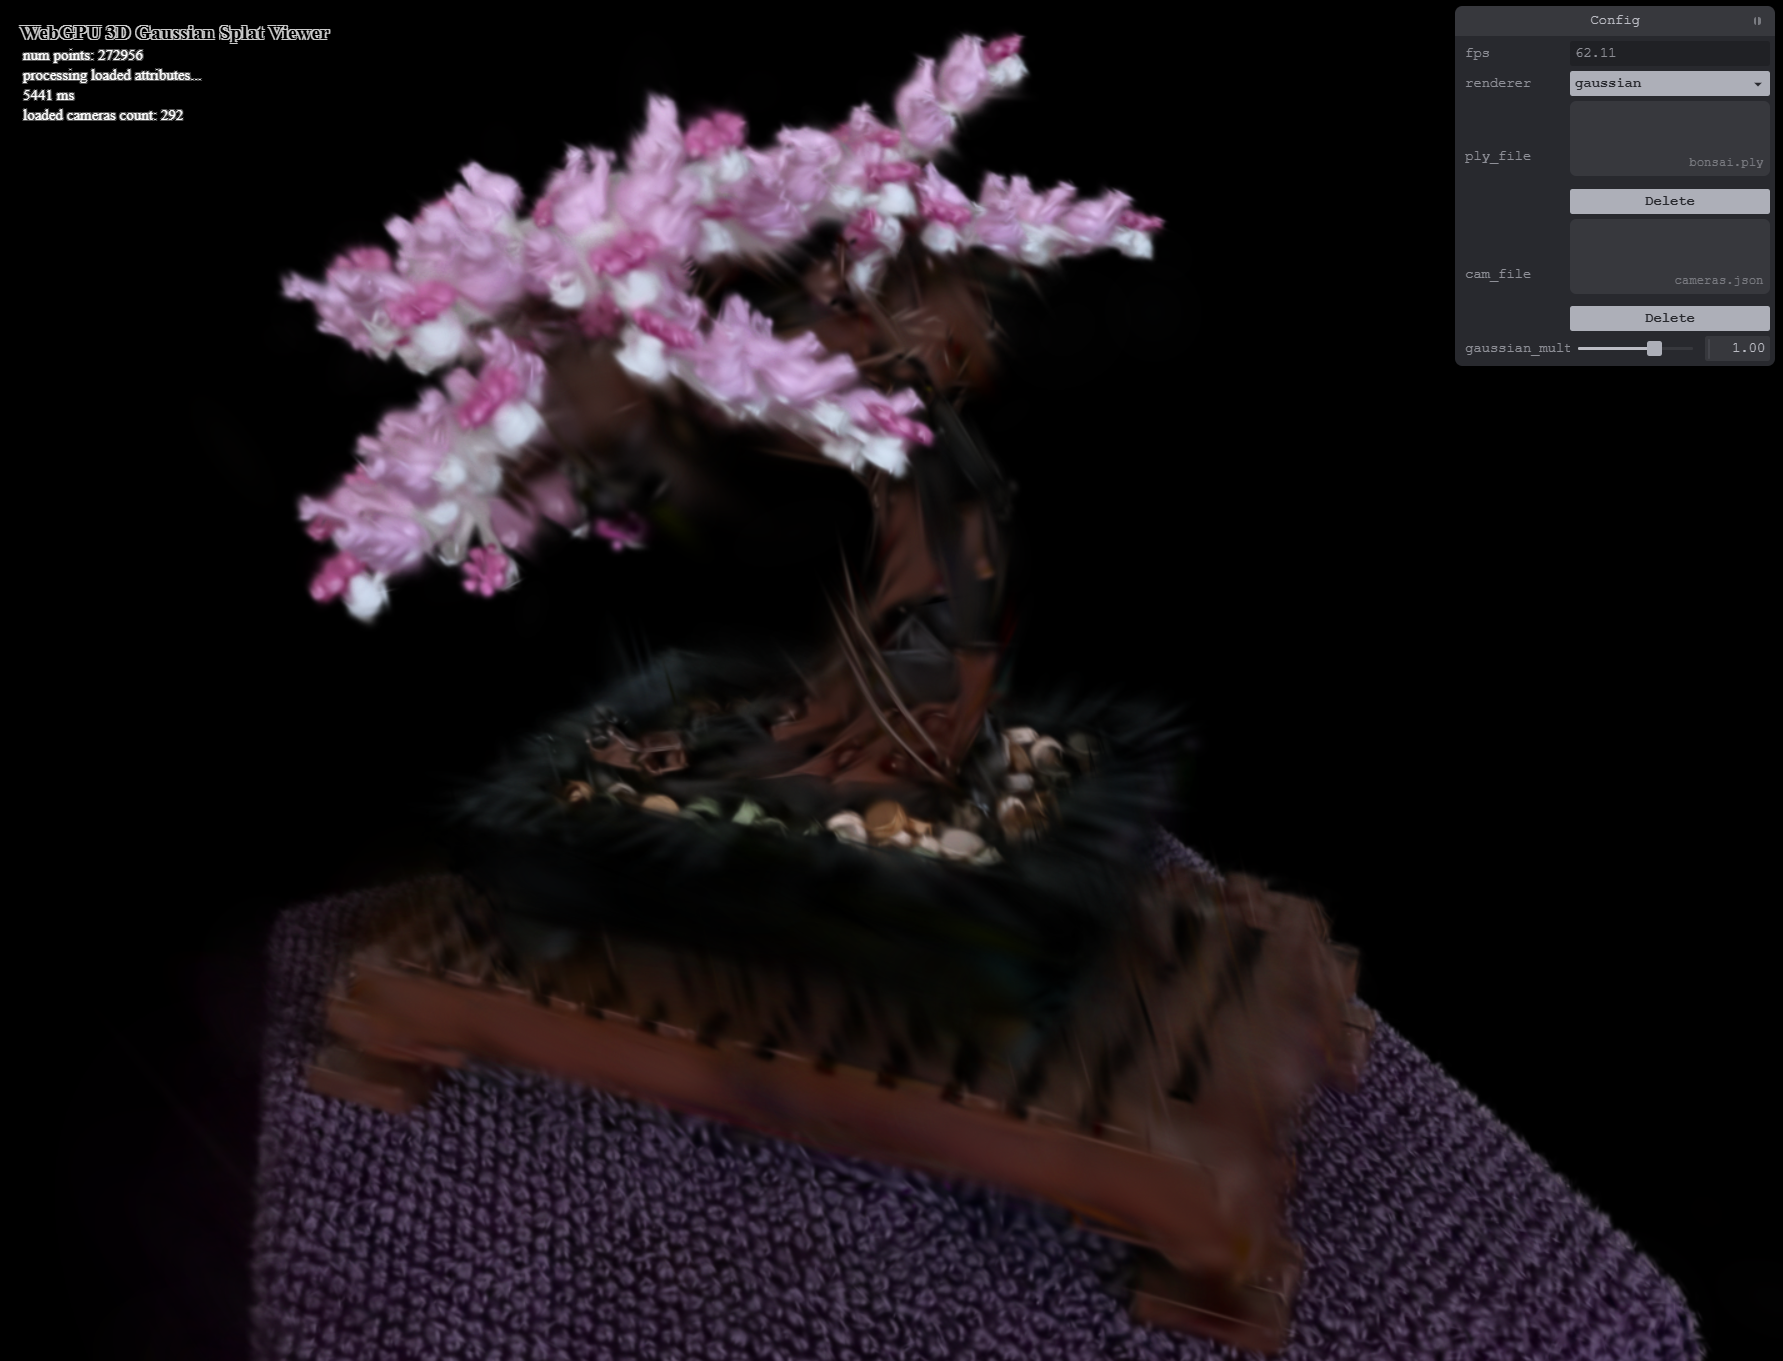 WebGPU 3D Gaussian Splat Viewer
num points: 272956
processing loaded attributes...
5441 ms
loaded cameras count: 292
Config
fps 62.11
renderer gaussian
ply_file bonsai.ply
Delete
cam_file cameras.json
Delete
gaussian_mult 1.00